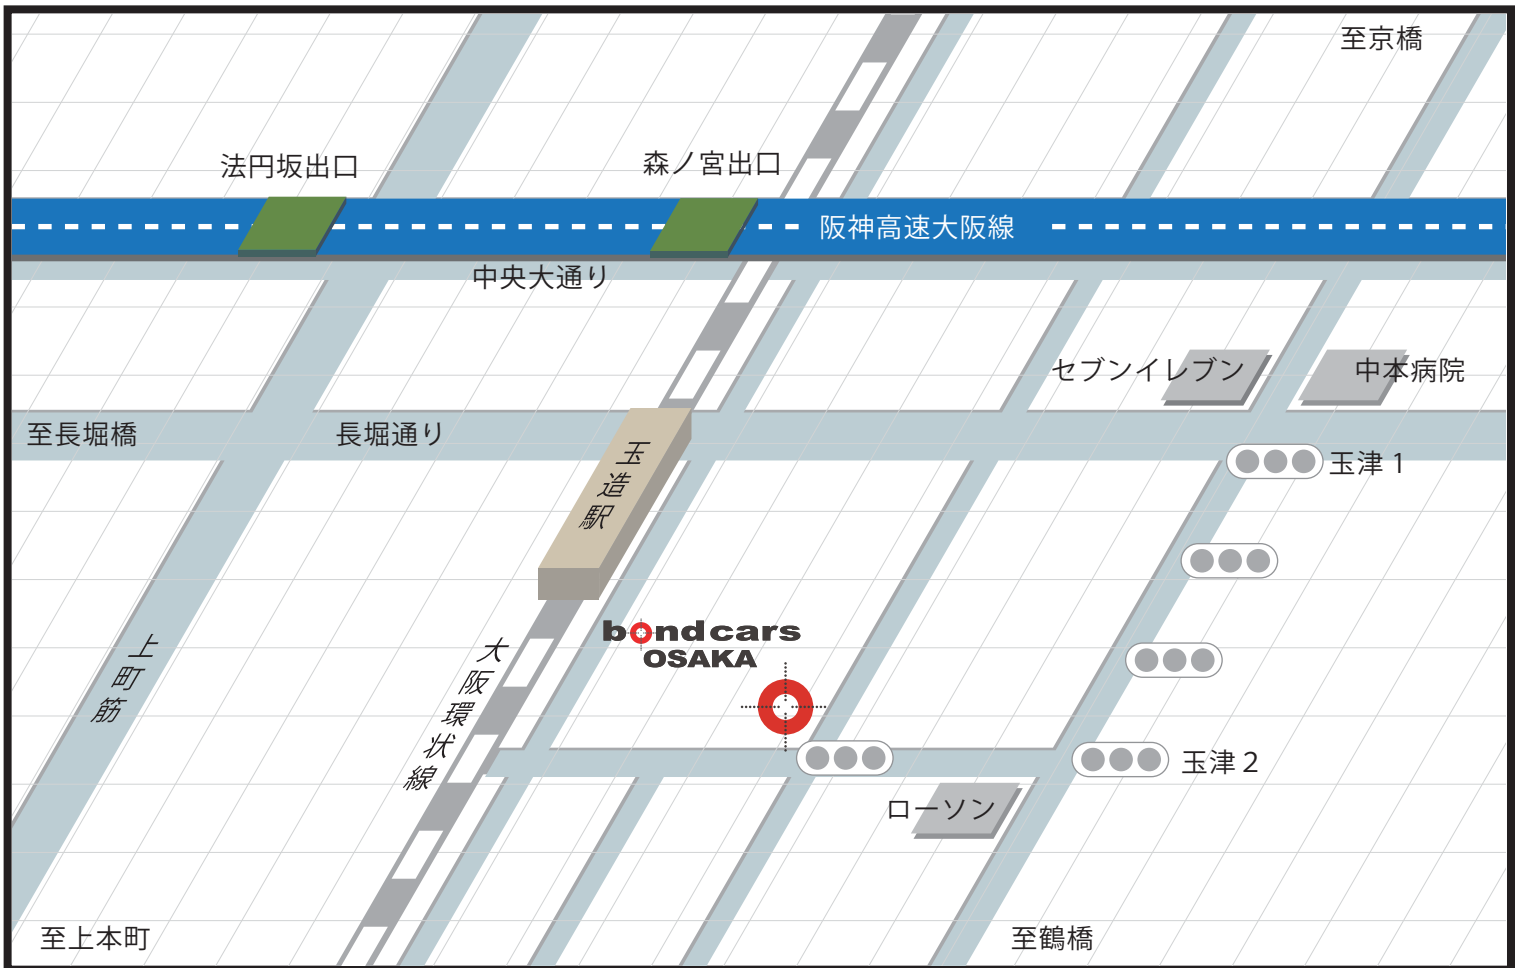 至京橋
法円坂出口
森ノ宮出口
阪神高速大阪線
中央大通り
セブンイレブン
中本病院
至長堀橋
長堀通り
玉造駅
玉津1
bondcars
OSAKA
上町筋
大阪環状線
玉津2
ローソン
至上本町
至鶴橋